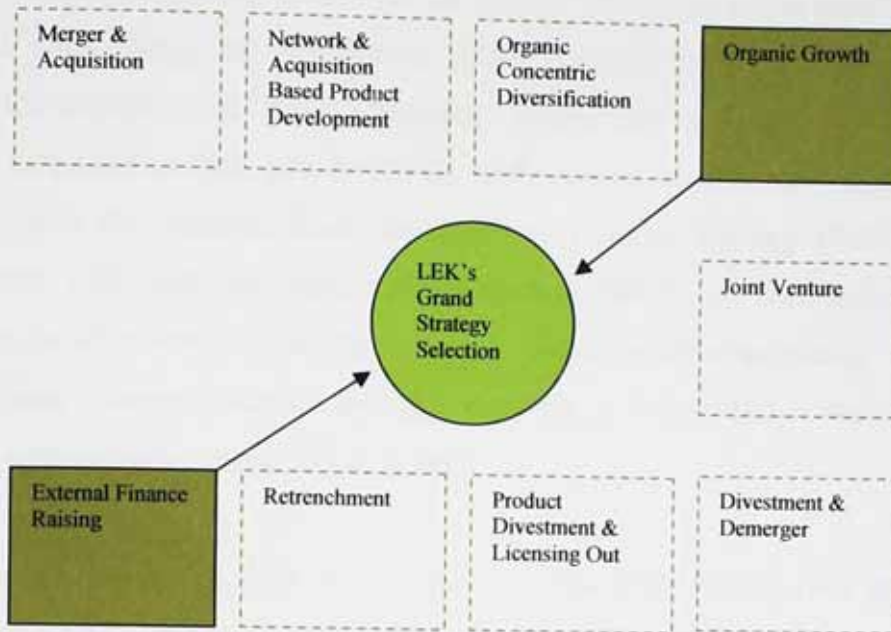 Merger &
Acquisition
Network &
Acquisition
Based Product
Development
Organic
Concentric
Diversification
Organic Growth
LEK's
Grand
Strategy
Selection
Joint Venture
External Finance
Raising
Retrenchment
Product
Divestment &
Licensing Out
Divestment &
Demerger